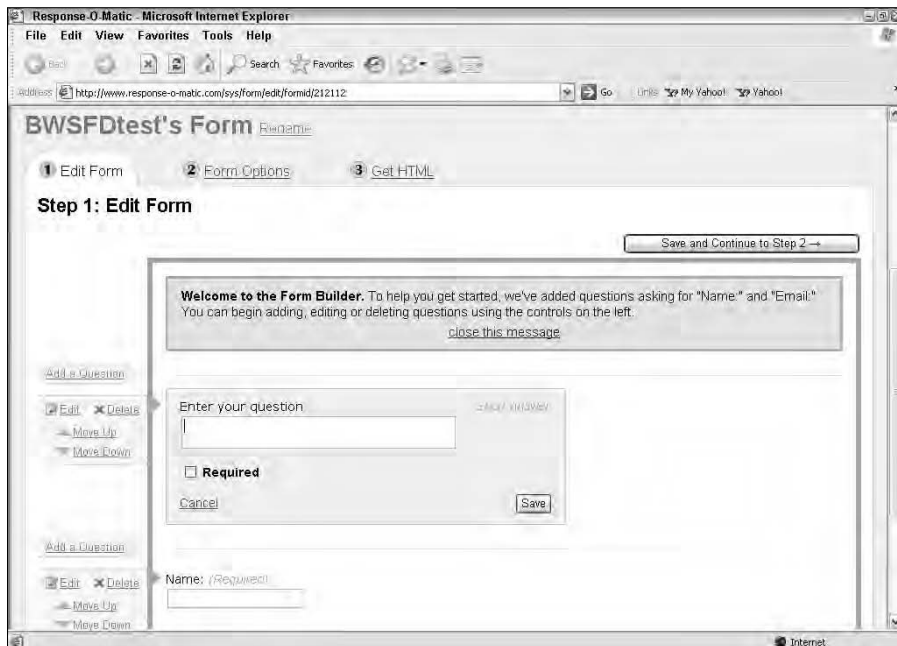 Response-O-Matic - Microsoft Internet Explorer
File Edit View Favorites Tools Help
Back Search Favorites
Address http://www.response-o-matic.com/sys/form/edit/formid/212112 Go Links My Yahoo! Yahoo!
BWSFDtest's Form Rename
1 Edit Form 2 Form Options 3 Get HTML
Step 1: Edit Form
Save and Continue to Step 2 →
Welcome to the Form Builder. To help you get started, we've added questions asking for "Name:" and "Email:"
You can begin adding, editing or deleting questions using the controls on the left.
close this message
Add a Question
Edit Delete
Move Up
Move Down
Enter your question short answer
Required
Cancel Save
Add a Question
Edit Delete
Move Up
Move Down
Name: (Required)
Internet